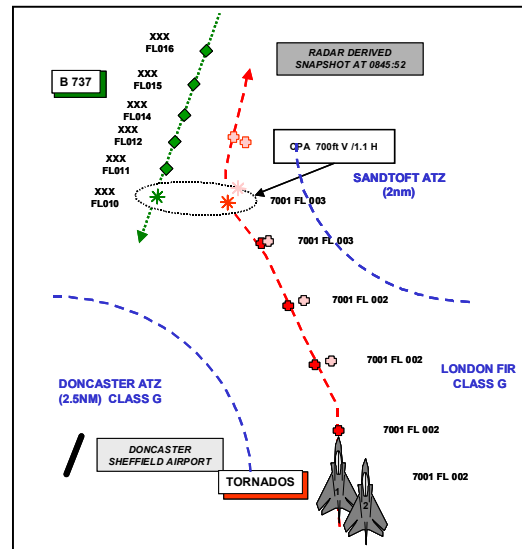 XXX
FL016
RADAR DERIVED
SNAPSHOT AT 0845:52
B 737
XXX
FL015
XXX
FL014
XXX
FL012
CPA 700ft V /1.1 H
XXX
FL011
SANDTOFT ATZ
(2nm)
XXX
FL010
7001 FL 003
7001 FL 003
7001 FL 002
7001 FL 002
LONDON FIR
CLASS G
DONCASTER ATZ
(2.5NM) CLASS G
7001 FL 002
DONCASTER
SHEFFIELD AIRPORT
TORNADOS
7001 FL 002
1
2